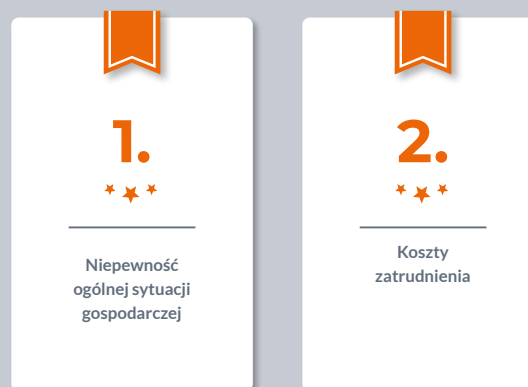 1.
Niepewność
ogólnej sytuacji
gospodarczej
2.
Koszty
zatrudnienia